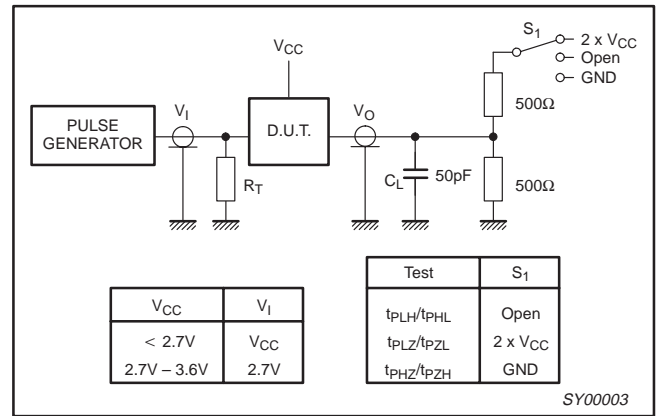 S1
2 x VCC
Open
GND
VCC
500Ω
PULSE
GENERATOR
VI
D.U.T.
VO
RT
CL
50pF
500Ω
VCC VI
< 2.7V VCC
2.7V – 3.6V 2.7V
Test S1
tPLH/tPHL Open
tPLZ/tPZL 2 x VCC
tPHZ/tPZH GND
SY00003